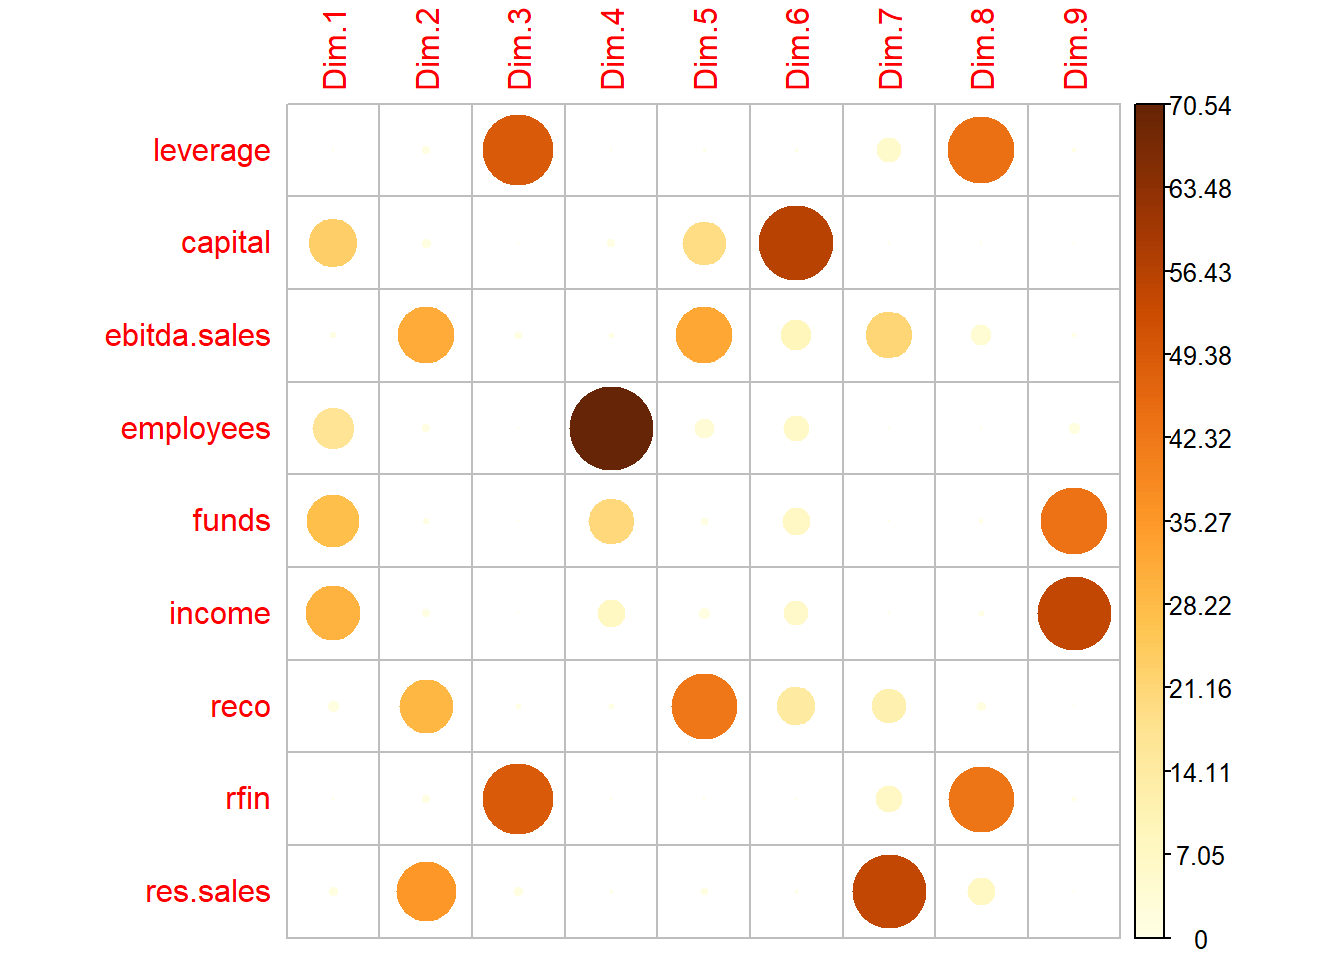 Dim.1
Dim.2
Dim.3
Dim.4
Dim.5
Dim.6
Dim.7
Dim.8
Dim.9
leverage
capital
ebitda.sales
employees
funds
income
reco
rfin
res.sales
70.54
63.48
56.43
49.38
42.32
35.27
28.22
21.16
14.11
7.05
0